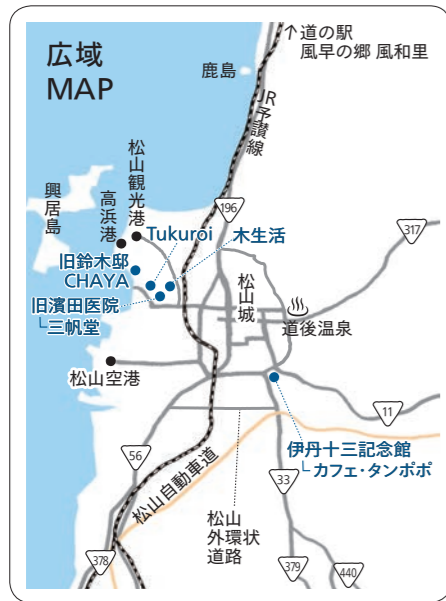 広域
MAP
↑道の駅
風早の郷 風和里
鹿島
JR予讃線
196
317
興居島
高浜港
松山観光港
Tukuroi
木生活
旧鈴木邸
CHAYA
旧濱田医院
└三帆堂
松山城
道後温泉
松山空港
11
伊丹十三記念館
└カフェ・タンポポ
56
松山自動車道
33
松山
外環状
道路
378
379
440